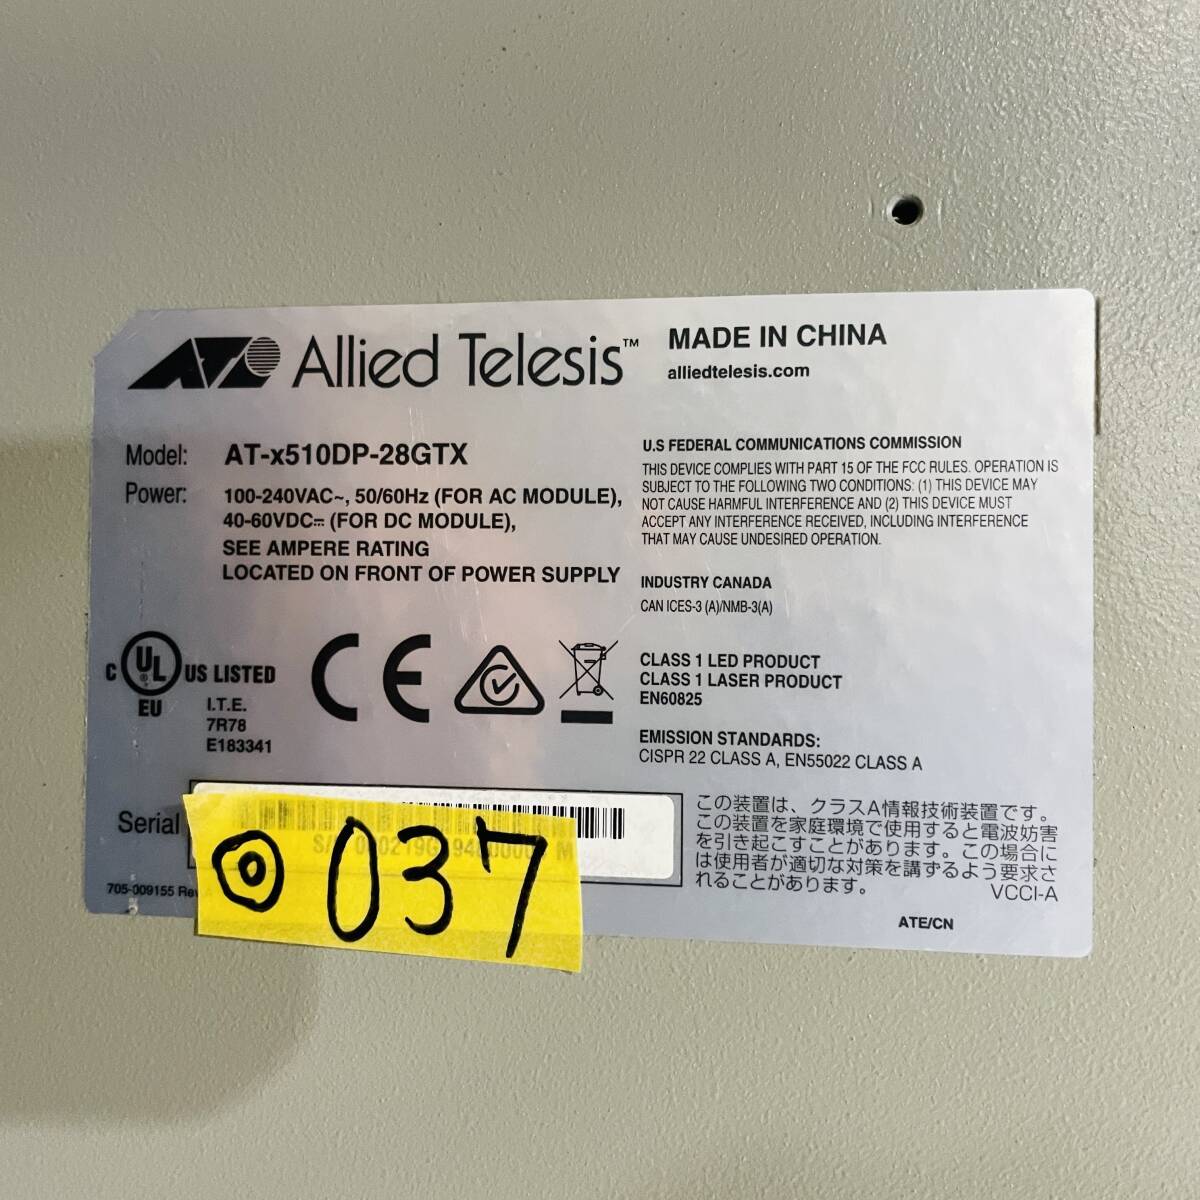 Allied Telesis™
MADE IN CHINA
alliedtelesis.com
Model: AT-x510DP-28GTX
Power: 100-240VAC~, 50/60Hz (FOR AC MODULE),
40-60VDC⎓ (FOR DC MODULE),
SEE AMPERE RATING
LOCATED ON FRONT OF POWER SUPPLY
U.S FEDERAL COMMUNICATIONS COMMISSION
THIS DEVICE COMPLIES WITH PART 15 OF THE FCC RULES. OPERATION IS
SUBJECT TO THE FOLLOWING TWO CONDITIONS: (1) THIS DEVICE MAY
NOT CAUSE HARMFUL INTERFERENCE AND (2) THIS DEVICE MUST
ACCEPT ANY INTERFERENCE RECEIVED, INCLUDING INTERFERENCE
THAT MAY CAUSE UNDESIRED OPERATION.
INDUSTRY CANADA
CAN ICES-3 (A)/NMB-3(A)
C UL ® US LISTED
EU
I.T.E.
7R78
E183341
CE
CLASS 1 LED PRODUCT
CLASS 1 LASER PRODUCT
EN60825
EMISSION STANDARDS:
CISPR 22 CLASS A, EN55022 CLASS A
Serial
◎037
705-009155 Rev
この装置は、クラスA情報技術装置です。
この装置を家庭環境で使用すると電波妨害
を引き起こすことがあります。この場合に
は使用者が適切な対策を講ずるよう要求さ
れることがあります。
VCCI-A
ATE/CN